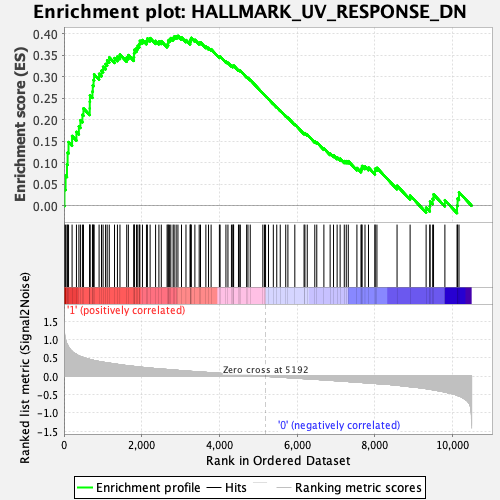 Enrichment plot: HALLMARK_UV_RESPONSE_DN
Enrichment score (ES)
0.40
0.35
0.30
0.25
0.20
0.15
0.10
0.05
0.00
'1' (positively correlated)
Ranked list metric (Signal2Noise)
1.5
1.0
0.5
0.0
-0.5
-1.0
-1.5
Zero cross at 5192
'0' (negatively correlated)
0 2,000 4,000 6,000 8,000 10,000
Rank in Ordered Dataset
Enrichment profile Hits Ranking metric scores